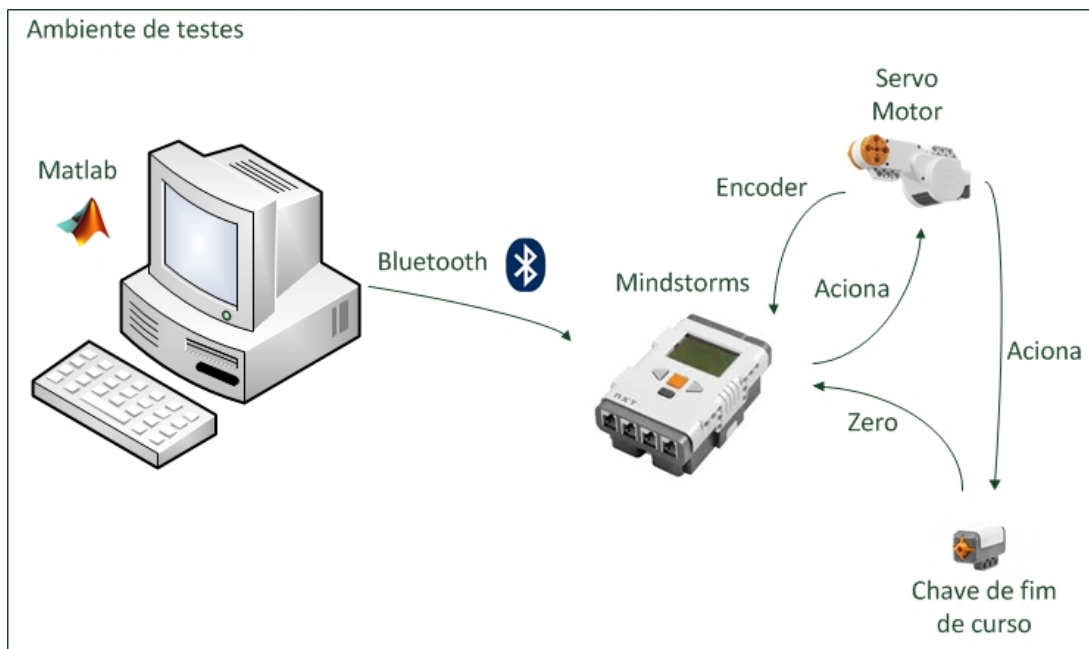 Ambiente de testes
Servo
Motor
Matlab
Encoder
Bluetooth
Mindstorms
Aciona
Aciona
Zero
NXT
Chave de fim
de curso